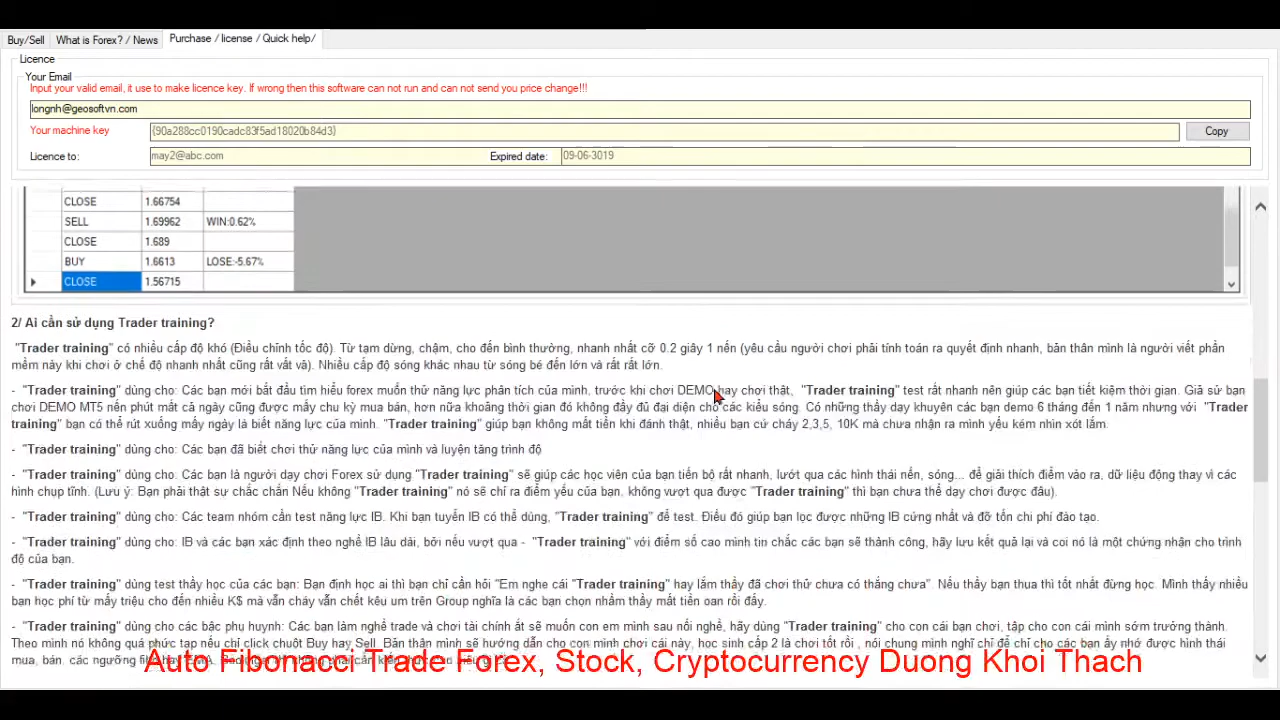 Buy/Sell What is Forex? / News Purchase / license / Quick help/
Licence
Your Email
Input your valid email, it use to make licence key. If wrong then this software can not run and can not send you price change!!!
longnh@geosoftvn.com
Your machine key {90a288cc0190cadc83f5ad18020b84d3} Copy
Licence to: may2@abc.com Expired date: 09-06-3019
CLOSE 1.66754
SELL 1.69962 WIN:0.62%
CLOSE 1.689
BUY 1.6613 LOSE:-5.67%
CLOSE 1.56715
2/ Ai cần sử dụng Trader training?
"Trader training" có nhiều cấp độ khó (Điều chỉnh tốc độ). Từ tạm dừng, chậm, cho đến bình thường, nhanh nhất cỡ 0.2 giây 1 nến (yêu cầu người chơi phải tính toán ra quyết định nhanh, bản thân mình là người viết phần
mềm này khi chơi ở chế độ nhanh nhất cũng rất vất vả). Nhiều cấp độ sóng khác nhau từ sóng bé đến lớn và rất rất lớn.
- "Trader training" dùng cho: Các bạn mới bắt đầu tìm hiểu forex muốn thử năng lực phân tích của mình, trước khi chơi DEMO hay chơi thật, "Trader training" test rất nhanh nên giúp các bạn tiết kiệm thời gian. Giả sử bạn
chơi DEMO MT5 nến phút mất cả ngày cũng được mấy chu kỳ mua bán, hơn nữa khoảng thời gian đó không đầy đủ đại diện cho các kiểu sóng. Có những thầy dạy khuyên các bạn demo 6 tháng đến 1 năm nhưng với "Trader
training" bạn có thể rút xuống mấy ngày là biết năng lực của mình. "Trader training" giúp bạn không mất tiền khi đánh thật, nhiều bạn cứ cháy 2,3,5, 10K mà chưa nhận ra mình yếu kém nhìn xót lắm.
- "Trader training" dùng cho: Các bạn đã biết chơi thử năng lực của mình và luyện tăng trình độ
- "Trader training" dùng cho: Các bạn là người dạy chơi Forex sử dụng "Trader training" sẽ giúp các học viên của bạn tiến bộ rất nhanh, lướt qua các hình thái nến, sóng... để giải thích điểm vào ra, dữ liệu động thay vì các
hình chụp tĩnh. (Lưu ý: Bạn phải thật sự chắc chắn Nếu không "Trader training" nó sẽ chỉ ra điểm yếu của bạn, không vượt qua được "Trader training" thì bạn chưa thể dạy chơi được đâu).
- "Trader training" dùng cho: Các team nhóm cần test năng lực IB. Khi bạn tuyển IB có thể dùng, "Trader training" để test. Điều đó giúp bạn lọc được những IB cứng nhất và đỡ tốn chi phí đào tạo.
- "Trader training" dùng cho: IB và các bạn xác định theo nghề IB lâu dài, bởi nếu vượt qua - "Trader training" với điểm số cao mình tin chắc các bạn sẽ thành công, hãy lưu kết quả lại và coi nó là một chứng nhận cho trình
độ của bạn.
- "Trader training" dùng test thầy học của các bạn: Bạn định học ai thì bạn chỉ cần hỏi "Em nghe cái "Trader training" hay lắm thầy đã chơi thử chưa có thắng chưa". Nếu thầy bạn thua thì tốt nhất đừng học. Mình thấy nhiều
bạn học phí từ mấy triệu cho đến nhiều K$ mà vẫn cháy vẫn chết kêu um trên Group nghĩa là các bạn chọn nhầm thầy mất tiền oan rồi đấy.
- "Trader training" dùng cho các bậc phụ huynh: Các bạn làm nghề trade và chơi tài chính ắt sẽ muốn con em mình sau nối nghề, hãy dùng "Trader training" cho con cái bạn chơi, tập cho con cái mình sớm trưởng thành.
Theo mình nó không quá phức tạp nếu chỉ click chuột Buy hay Sell. Bản thân mình sẽ hướng dẫn cho con mình chơi cái này, học sinh cấp 2 là chơi tốt rồi , nói chung mình nghĩ chỉ để chỉ cho các bạn ấy nhớ được hình thái
mua, bán. các ngưỡng
Auto Fibonacci Trade Forex, Stock, Cryptocurrency Duong Khoi Thach